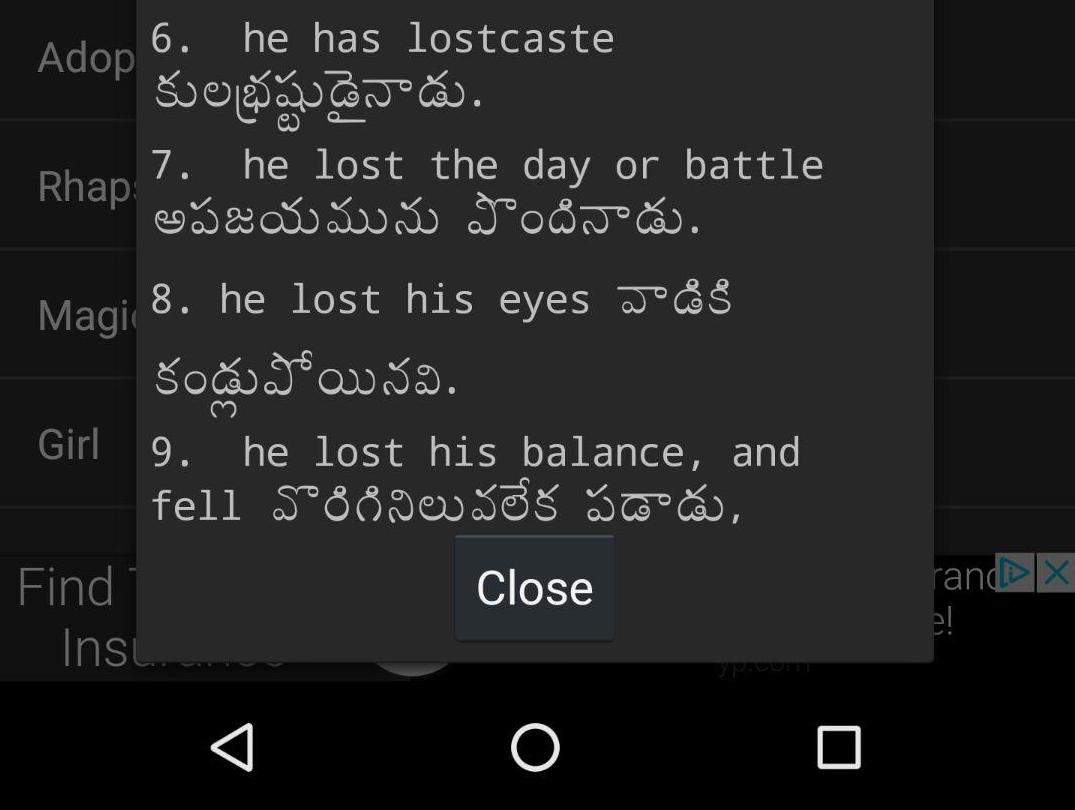 6. he has lostcaste
Adop
కులభ్రష్టుడైనాడు.
7. he lost the day or battle
Rhaps
అపజయమును పొందినాడు.
8. he lost his eyes వాడికి
Magic
కండ్లుపోయినవి.
Girl
9. he lost his balance, and
fell వొరిగినిలువలేక పడాడు,
Close
Find
Insurance
rand
e!
yp.com